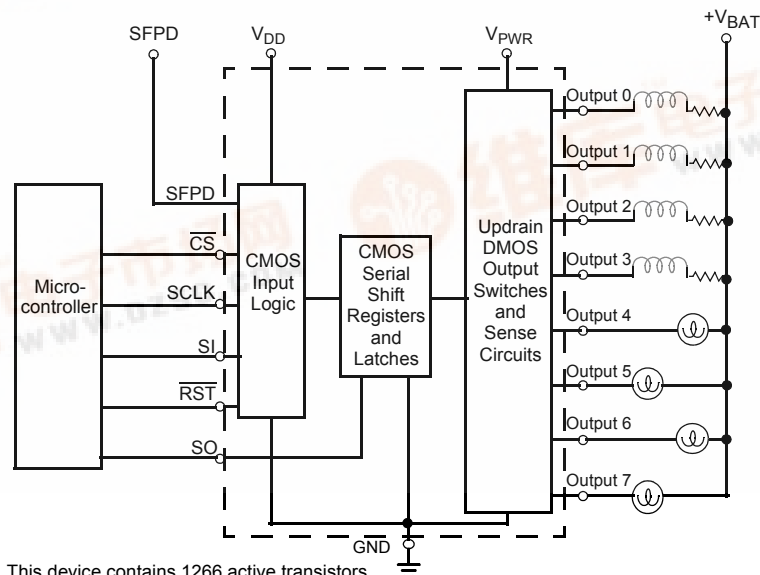 SFPD
V_DD
V_PWR
+V_BAT
SFPD
C̅S̅
SCLK
SI
R̅S̅T̅
SO
GND
Micro-
controller
CMOS
Input
Logic
CMOS
Serial
Shift
Registers
and
Latches
Updrain
DMOS
Output
Switches
and
Sense
Circuits
Output 0
Output 1
Output 2
Output 3
Output 4
Output 5
Output 6
Output 7
This device contains 1266 active transistors